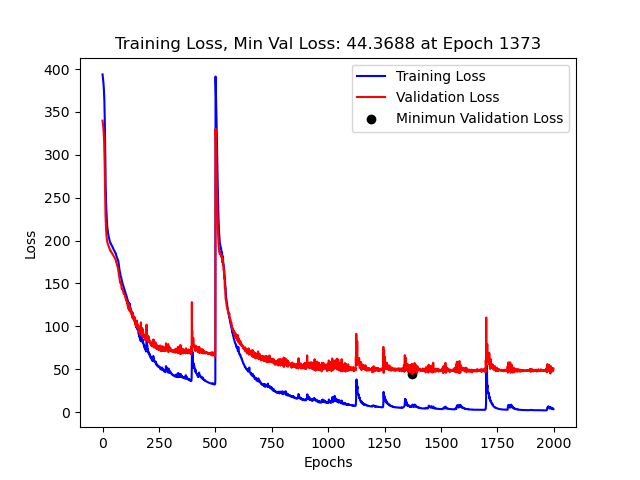 Training Loss, Min Val Loss: 44.3688 at Epoch 1373
Training Loss
Validation Loss
Minimun Validation Loss
400
350
300
250
200
150
100
50
0
Loss
0 250 500 750 1000 1250 1500 1750 2000
Epochs